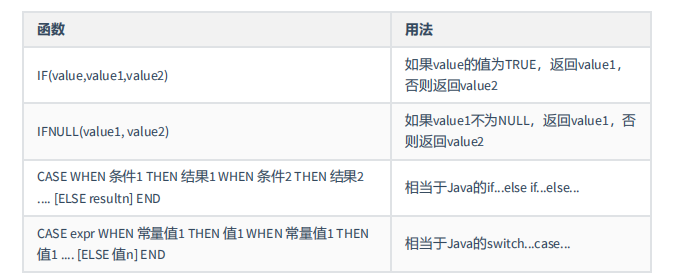 函数
用法
IF(value,value1,value2)
如果value的值为TRUE，返回value1，
否则返回value2
IFNULL(value1, value2)
如果value1不为NULL，返回value1，否
则返回value2
CASE WHEN 条件1 THEN 结果1 WHEN 条件2 THEN 结果2
.... [ELSE resultn] END
相当于Java的if...else if...else...
CASE expr WHEN 常量值1 THEN 值1 WHEN 常量值1 THEN
值1 .... [ELSE 值n] END
相当于Java的switch...case...